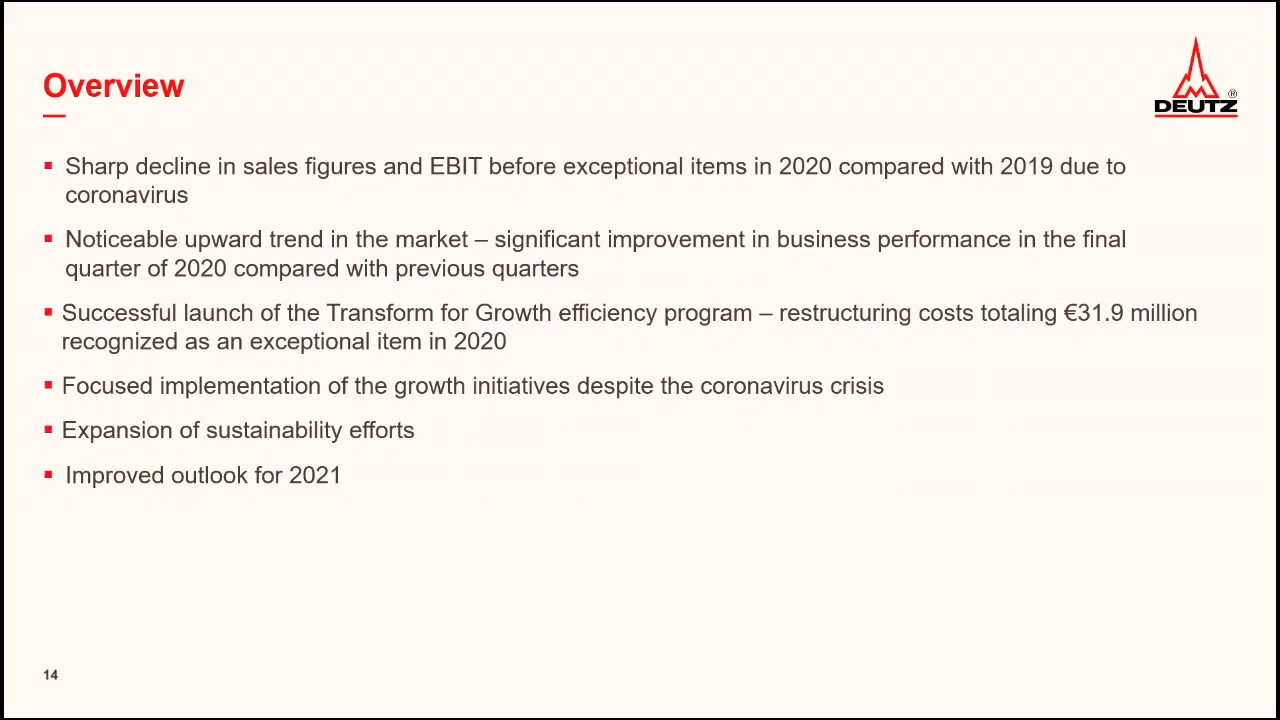 Overview
DEUTZ®
▪ Sharp decline in sales figures and EBIT before exceptional items in 2020 compared with 2019 due to
coronavirus
▪ Noticeable upward trend in the market – significant improvement in business performance in the final
quarter of 2020 compared with previous quarters
▪ Successful launch of the Transform for Growth efficiency program – restructuring costs totaling €31.9 million
recognized as an exceptional item in 2020
▪ Focused implementation of the growth initiatives despite the coronavirus crisis
▪ Expansion of sustainability efforts
▪ Improved outlook for 2021
14